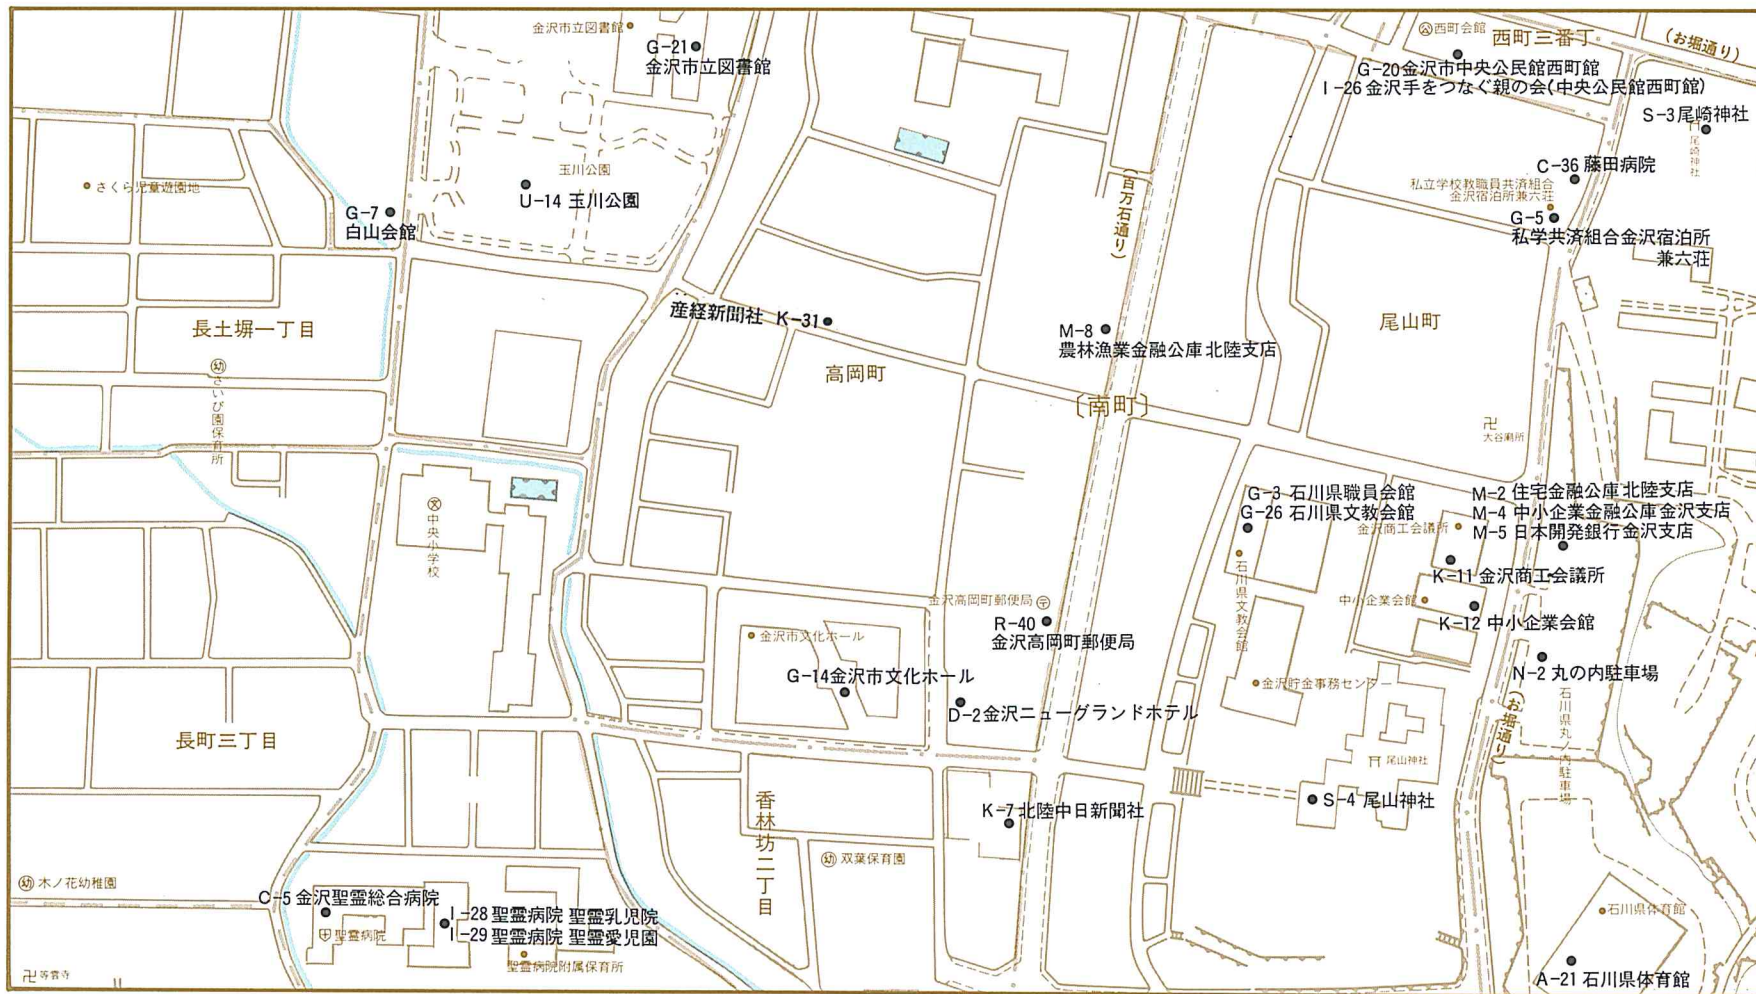 金沢市立図書館
G-21
金沢市立図書館
西町会館
西町三番丁
(お堀通り)
G-20金沢市中央公民館西町館
I-26金沢手をつなぐ親の会(中央公民館西町館)
S-3尾崎神社
尾崎神社
C-36 藤田病院
私立学校教職員共済組合
金沢宿泊所兼六荘
G-5
私学共済組合金沢宿泊所
兼六荘
さくら児童遊園地
G-7
白山会館
玉川公園
U-14 玉川公園
(百万石通り)
長土塀一丁目
幼
さいび園保育所
産経新聞社 K-31
高岡町
M-8
農林漁業金融公庫北陸支店
尾山町
〔南町〕
卍
大谷廟所
文
中央小学校
G-3 石川県職員会館
G-26 石川県文教会館
石川県文教会館
金沢商工会議所
M-2 住宅金融公庫北陸支店
M-4 中小企業金融公庫金沢支店
M-5 日本開発銀行金沢支店
K-11 金沢商工会議所
中小企業会館
K-12 中小企業会館
金沢高岡町郵便局
R-40
金沢高岡町郵便局
金沢市文化ホール
G-14金沢市文化ホール
D-2金沢ニューグランドホテル
金沢貯金事務センター
N-2 丸の内駐車場
石川県丸ノ内駐車場
(お堀通り)
長町三丁目
尾山神社
S-4 尾山神社
K-7北陸中日新聞社
香林坊二丁目
幼 双葉保育園
幼 木ノ花幼稚園
C-5 金沢聖霊総合病院
聖霊病院
I-28 聖霊病院 聖霊乳児院
I-29 聖霊病院 聖霊愛児園
聖霊病院附属保育所
卍等雲寺
石川県体育館
A-21 石川県体育館